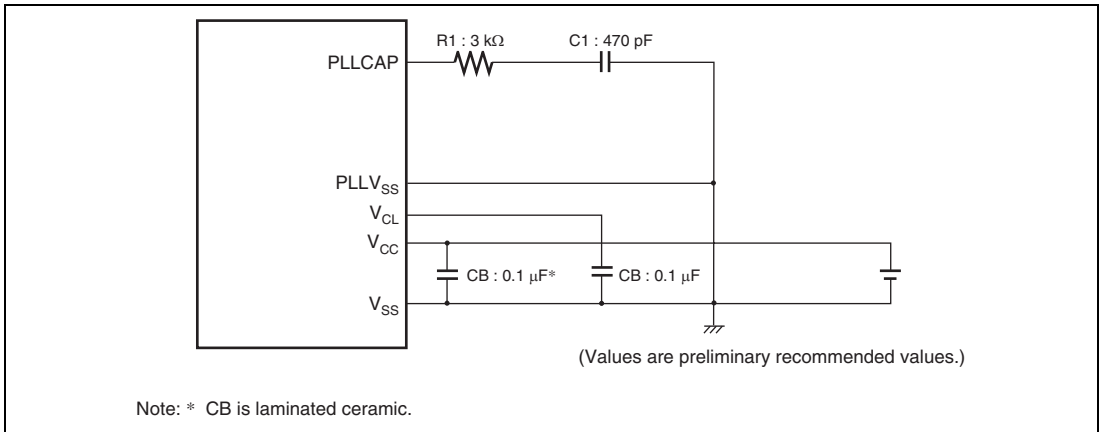 R1 : 3 kΩ
C1 : 470 pF
PLLCAP
PLLVSS
VCL
VCC
CB : 0.1 μF*
CB : 0.1 μF
VSS
(Values are preliminary recommended values.)
Note: * CB is laminated ceramic.